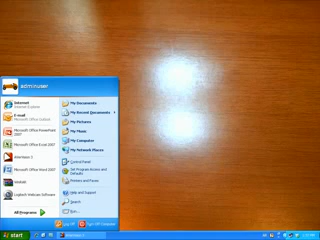 adminuser
Internet
Internet Explorer
E-mail
Microsoft Office Outlook
Microsoft Office PowerPoint
2007
Microsoft Office Excel 2007
Microsoft Office Word 2007
Logitech Webcam Software
All Programs
My Documents
My Recent Documents
My Pictures
My Music
My Computer
My Network Places
Control Panel
Set Program Access and
Defaults
Printers and Faxes
Help and Support
Search
Run...
Log Off
Turn Off Computer
start